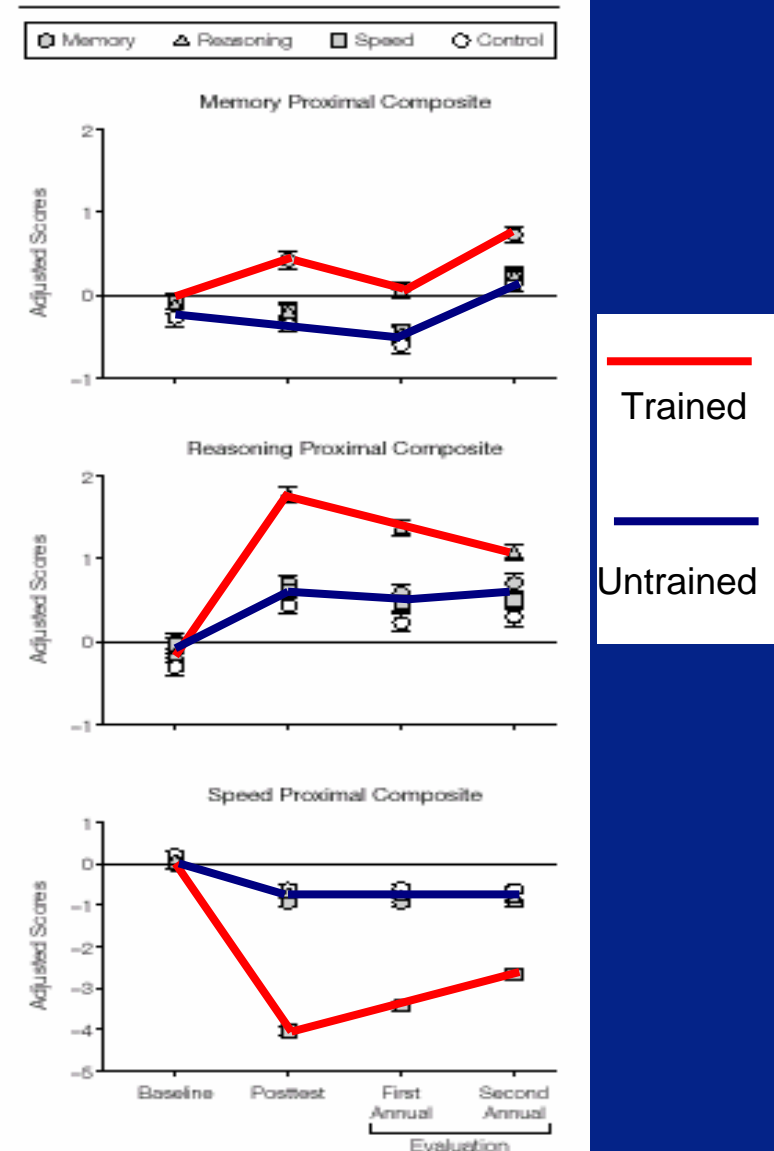 Memory Reasoning Speed Control
Memory Proximal Composite
2
1
0
–1
Adjusted Scores
Trained
Untrained
Reasoning Proximal Composite
2
1
0
–1
Adjusted Scores
Speed Proximal Composite
1
0
–1
–2
–3
–4
–5
Adjusted Scores
Baseline Posttest First Annual Second Annual
Evaluation